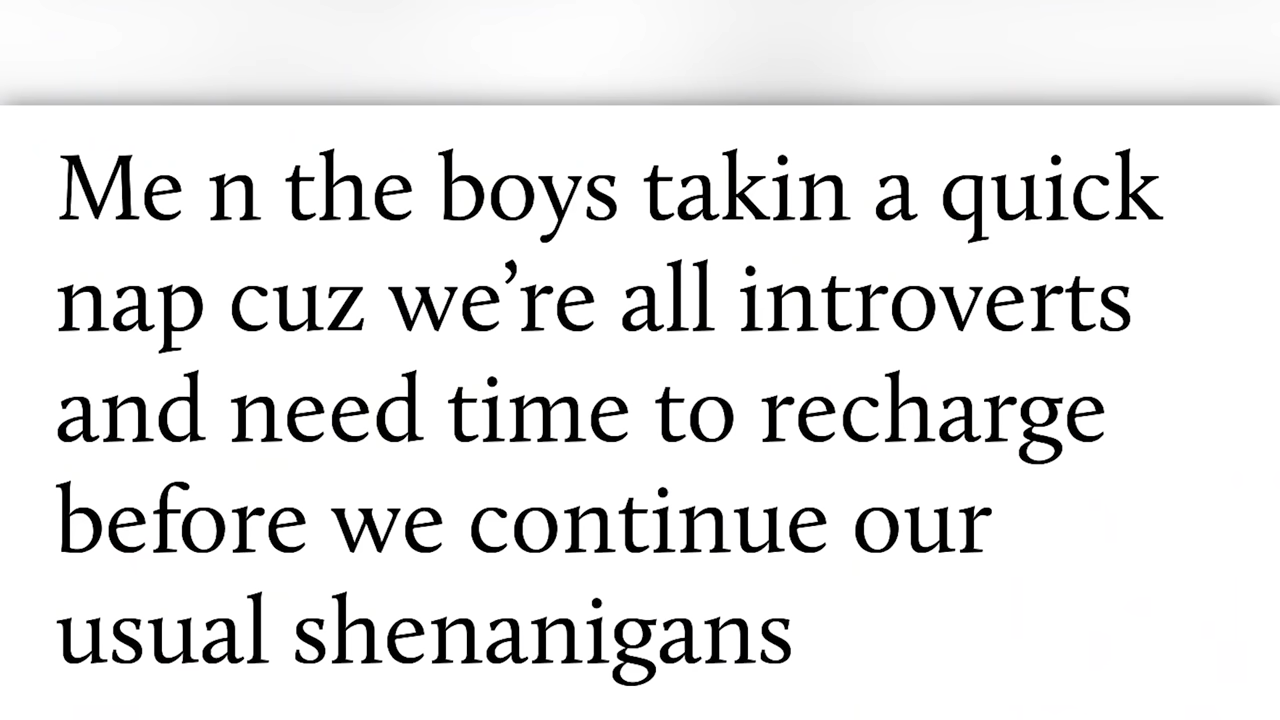 Me n the boys takin a quick
nap cuz we’re all introverts
and need time to recharge
before we continue our
usual shenanigans